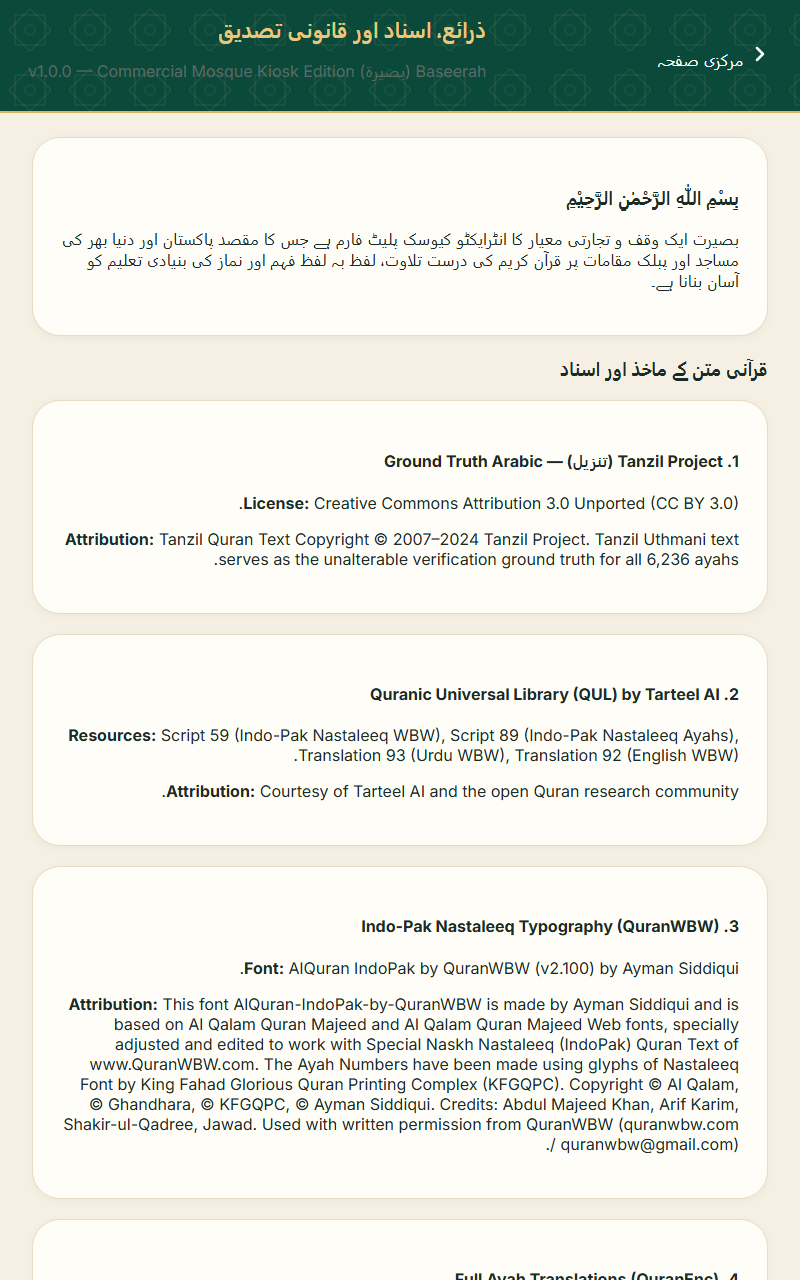 ذرائع، اسناد اور قانونی تصدیق
مرکزی صفحہ
Baseerah (بصيرة) v1.0.0 — Commercial Mosque Kiosk Edition
بِسْمِ اللّٰهِ الرَّحْمٰنِ الرَّحِيْمِ
بصیرت ایک وقف و تجارتی معیار کا انٹرایکٹو کیوسک پلیٹ فارم ہے جس کا مقصد پاکستان اور دنیا بھر کی
مساجد اور پبلک مقامات پر قرآن کریم کی درست تلاوت، لفظ بہ لفظ فہم اور نماز کی بنیادی تعلیم کو
آسان بنانا ہے۔
قرآنی متن کے ماخذ اور اسناد
1. Tanzil Project (تنزيل) — Ground Truth Arabic
License: Creative Commons Attribution 3.0 Unported (CC BY 3.0).
Attribution: Tanzil Quran Text Copyright © 2007–2024 Tanzil Project. Tanzil Uthmani text
serves as the unalterable verification ground truth for all 6,236 ayahs.
2. Quranic Universal Library (QUL) by Tarteel AI
Resources: Script 59 (Indo-Pak Nastaleeq WBW), Script 89 (Indo-Pak Nastaleeq Ayahs),
Translation 93 (Urdu WBW), Translation 92 (English WBW).
Attribution: Courtesy of Tarteel AI and the open Quran research community.
3. Indo-Pak Nastaleeq Typography (QuranWBW)
Font: AlQuran IndoPak by QuranWBW (v2.100) by Ayman Siddiqui.
Attribution: This font AlQuran-IndoPak-by-QuranWBW is made by Ayman Siddiqui and is
based on Al Qalam Quran Majeed and Al Qalam Quran Majeed Web fonts, specially
adjusted and edited to work with Special Naskh Nastaleeq (IndoPak) Quran Text of
www.QuranWBW.com. The Ayah Numbers have been made using glyphs of Nastaleeq
Font by King Fahad Glorious Quran Printing Complex (KFGQPC). Copyright © Al Qalam,
© Ghandhara, © KFGQPC, © Ayman Siddiqui. Credits: Abdul Majeed Khan, Arif Karim,
Shakir-ul-Qadree, Jawad. Used with written permission from QuranWBW (quranwbw.com
/ quranwbw@gmail.com).
4. Full Ayah Translations (QuranEnc)